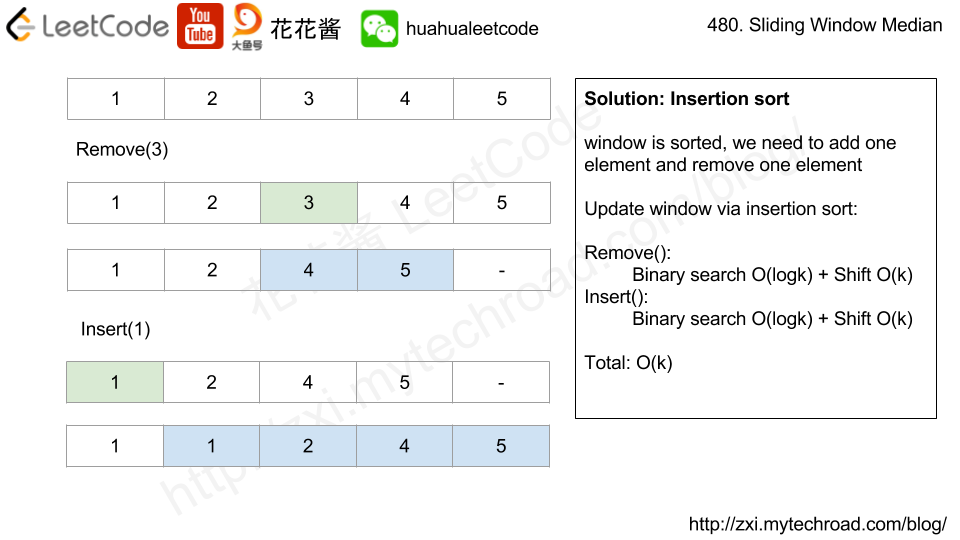 LeetCode
You
Tube
大鱼号
花花酱
huahualeetcode
480. Sliding Window Median
1 2 3 4 5
Remove(3)
1 2 3 4 5
1 2 4 5 -
Insert(1)
1 2 4 5 -
1 1 2 4 5
Solution: Insertion sort
window is sorted, we need to add one
element and remove one element
Update window via insertion sort:
Remove():
Binary search O(logk) + Shift O(k)
Insert():
Binary search O(logk) + Shift O(k)
Total: O(k)
花花酱 LeetCode
http://zxi.mytechroad.com/blog/
http://zxi.mytechroad.com/blog/